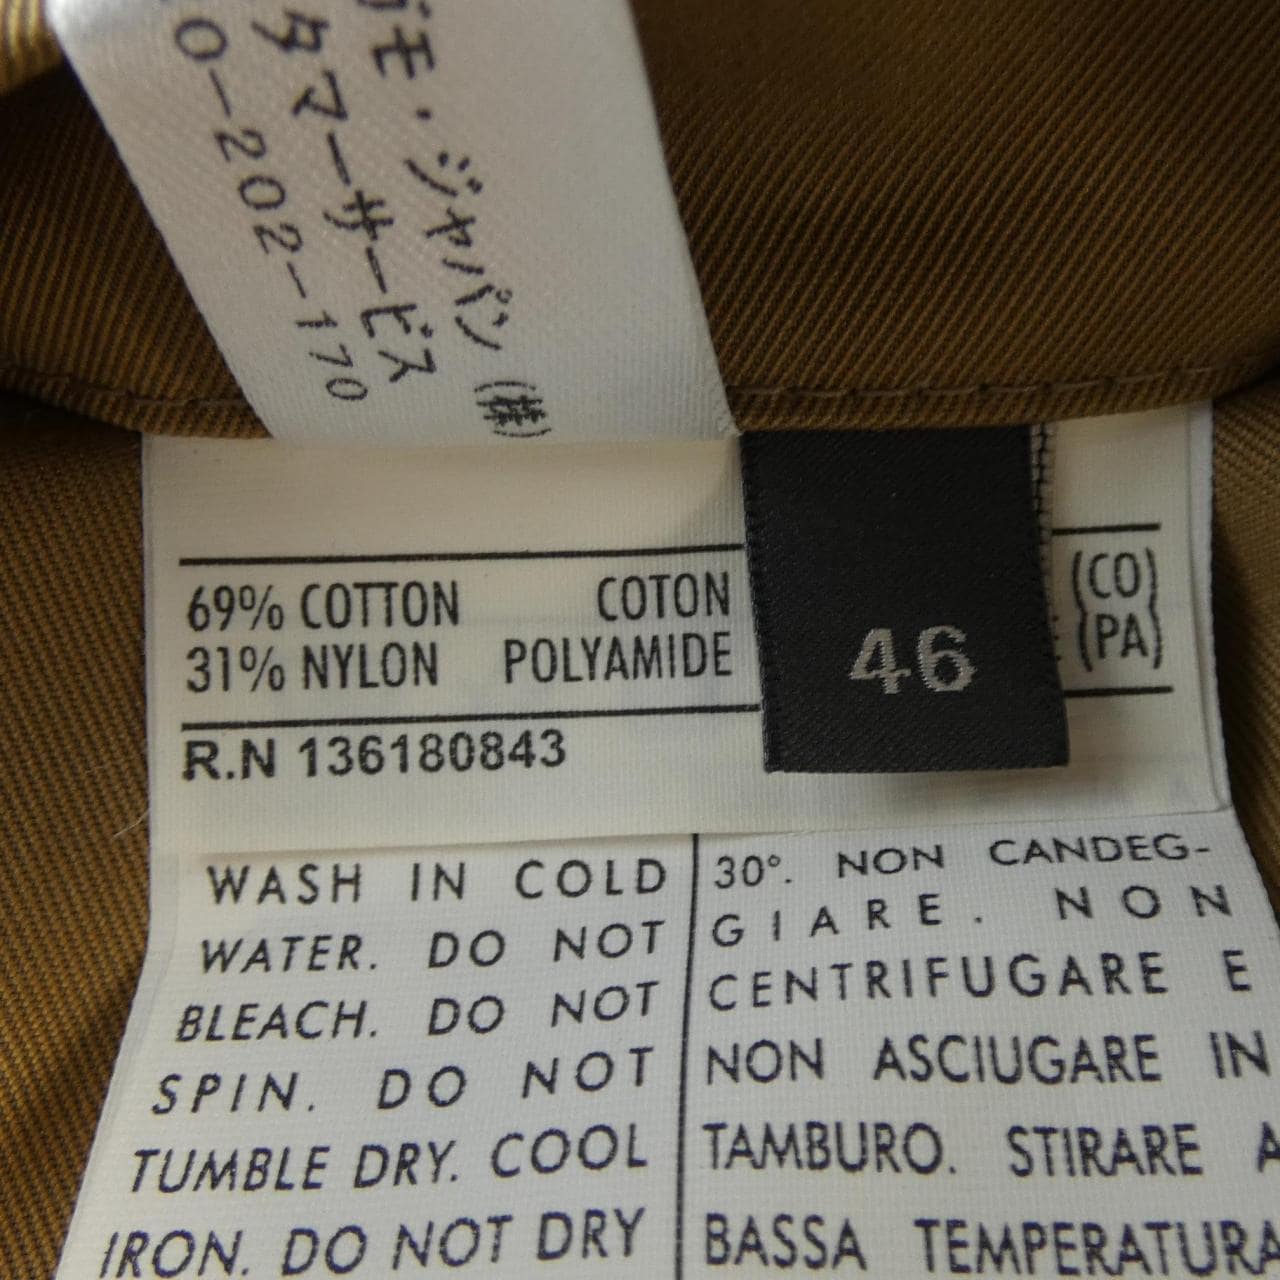 モ・ジャパン(株)
タマーサービス
0-202-170
69% COTTON COTON (CO)
31% NYLON POLYAMIDE (PA)
46
R.N 136180843
WASH IN COLD
WATER. DO NOT
BLEACH. DO NOT
SPIN. DO NOT
TUMBLE DRY. COOL
IRON. DO NOT DRY
30°. NON CANDEG-
GIARE. NON
CENTRIFUGARE E
NON ASCIUGARE IN
TAMBURO. STIRARE A
BASSA TEMPERATURA